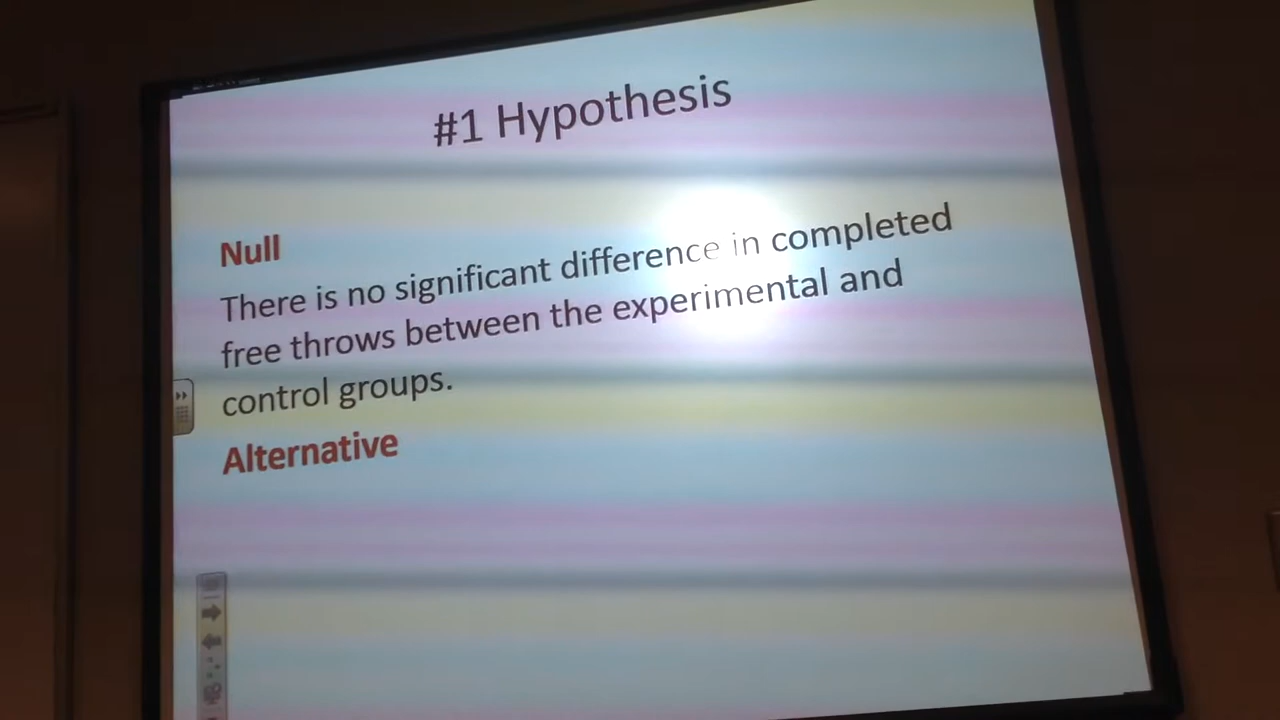 #1 Hypothesis
Null
There is no significant difference in completed
free throws between the experimental and
control groups.
Alternative